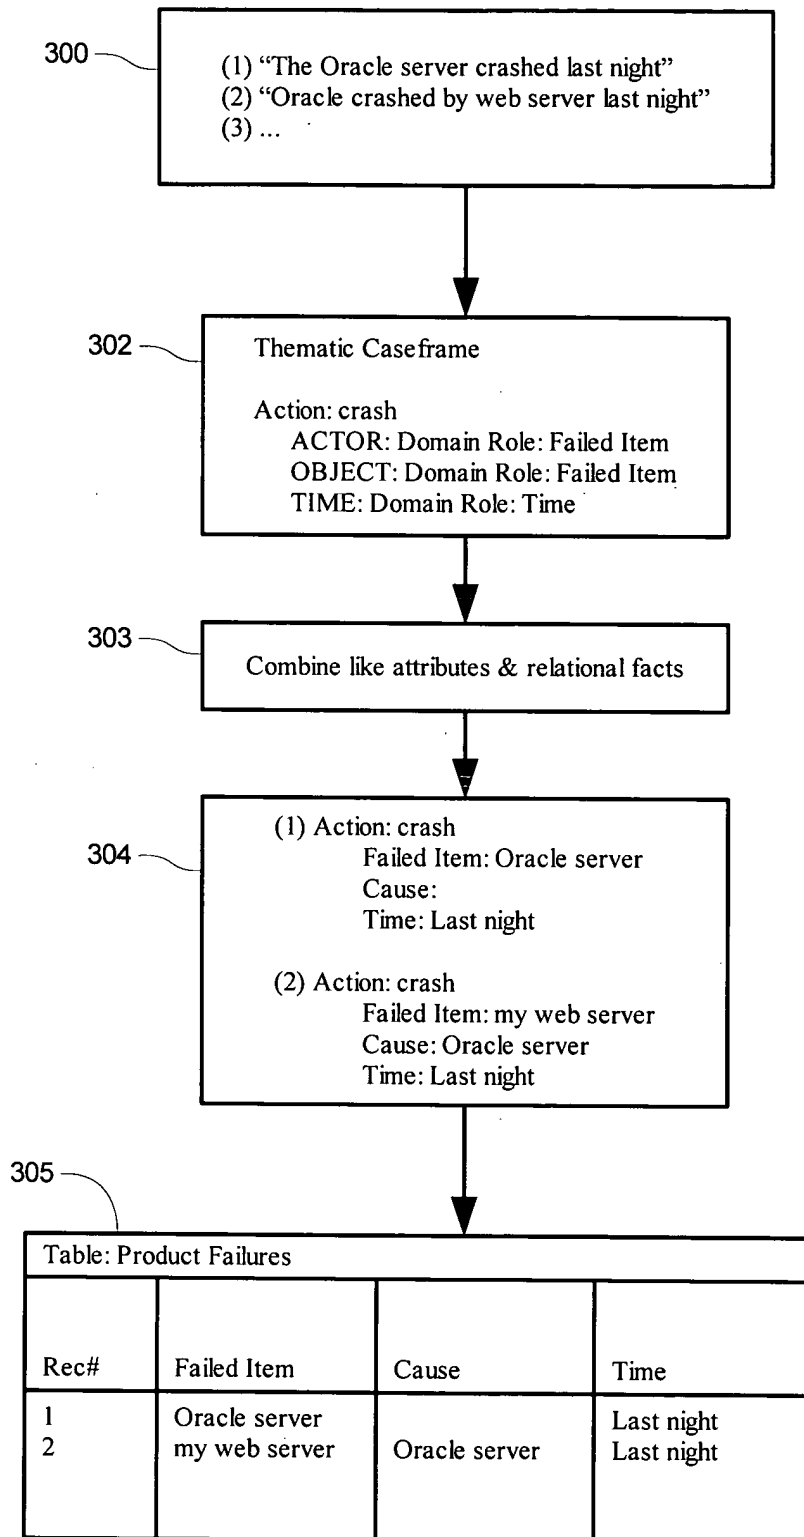 300
(1) “The Oracle server crashed last night”
(2) “Oracle crashed by web server last night”
(3) ...
302
Thematic Caseframe
Action: crash
ACTOR: Domain Role: Failed Item
OBJECT: Domain Role: Failed Item
TIME: Domain Role: Time
303
Combine like attributes & relational facts
304
(1) Action: crash
Failed Item: Oracle server
Cause:
Time: Last night
(2) Action: crash
Failed Item: my web server
Cause: Oracle server
Time: Last night
305
Table: Product Failures
Rec# Failed Item Cause Time
1 Oracle server Last night
2 my web server Oracle server Last night